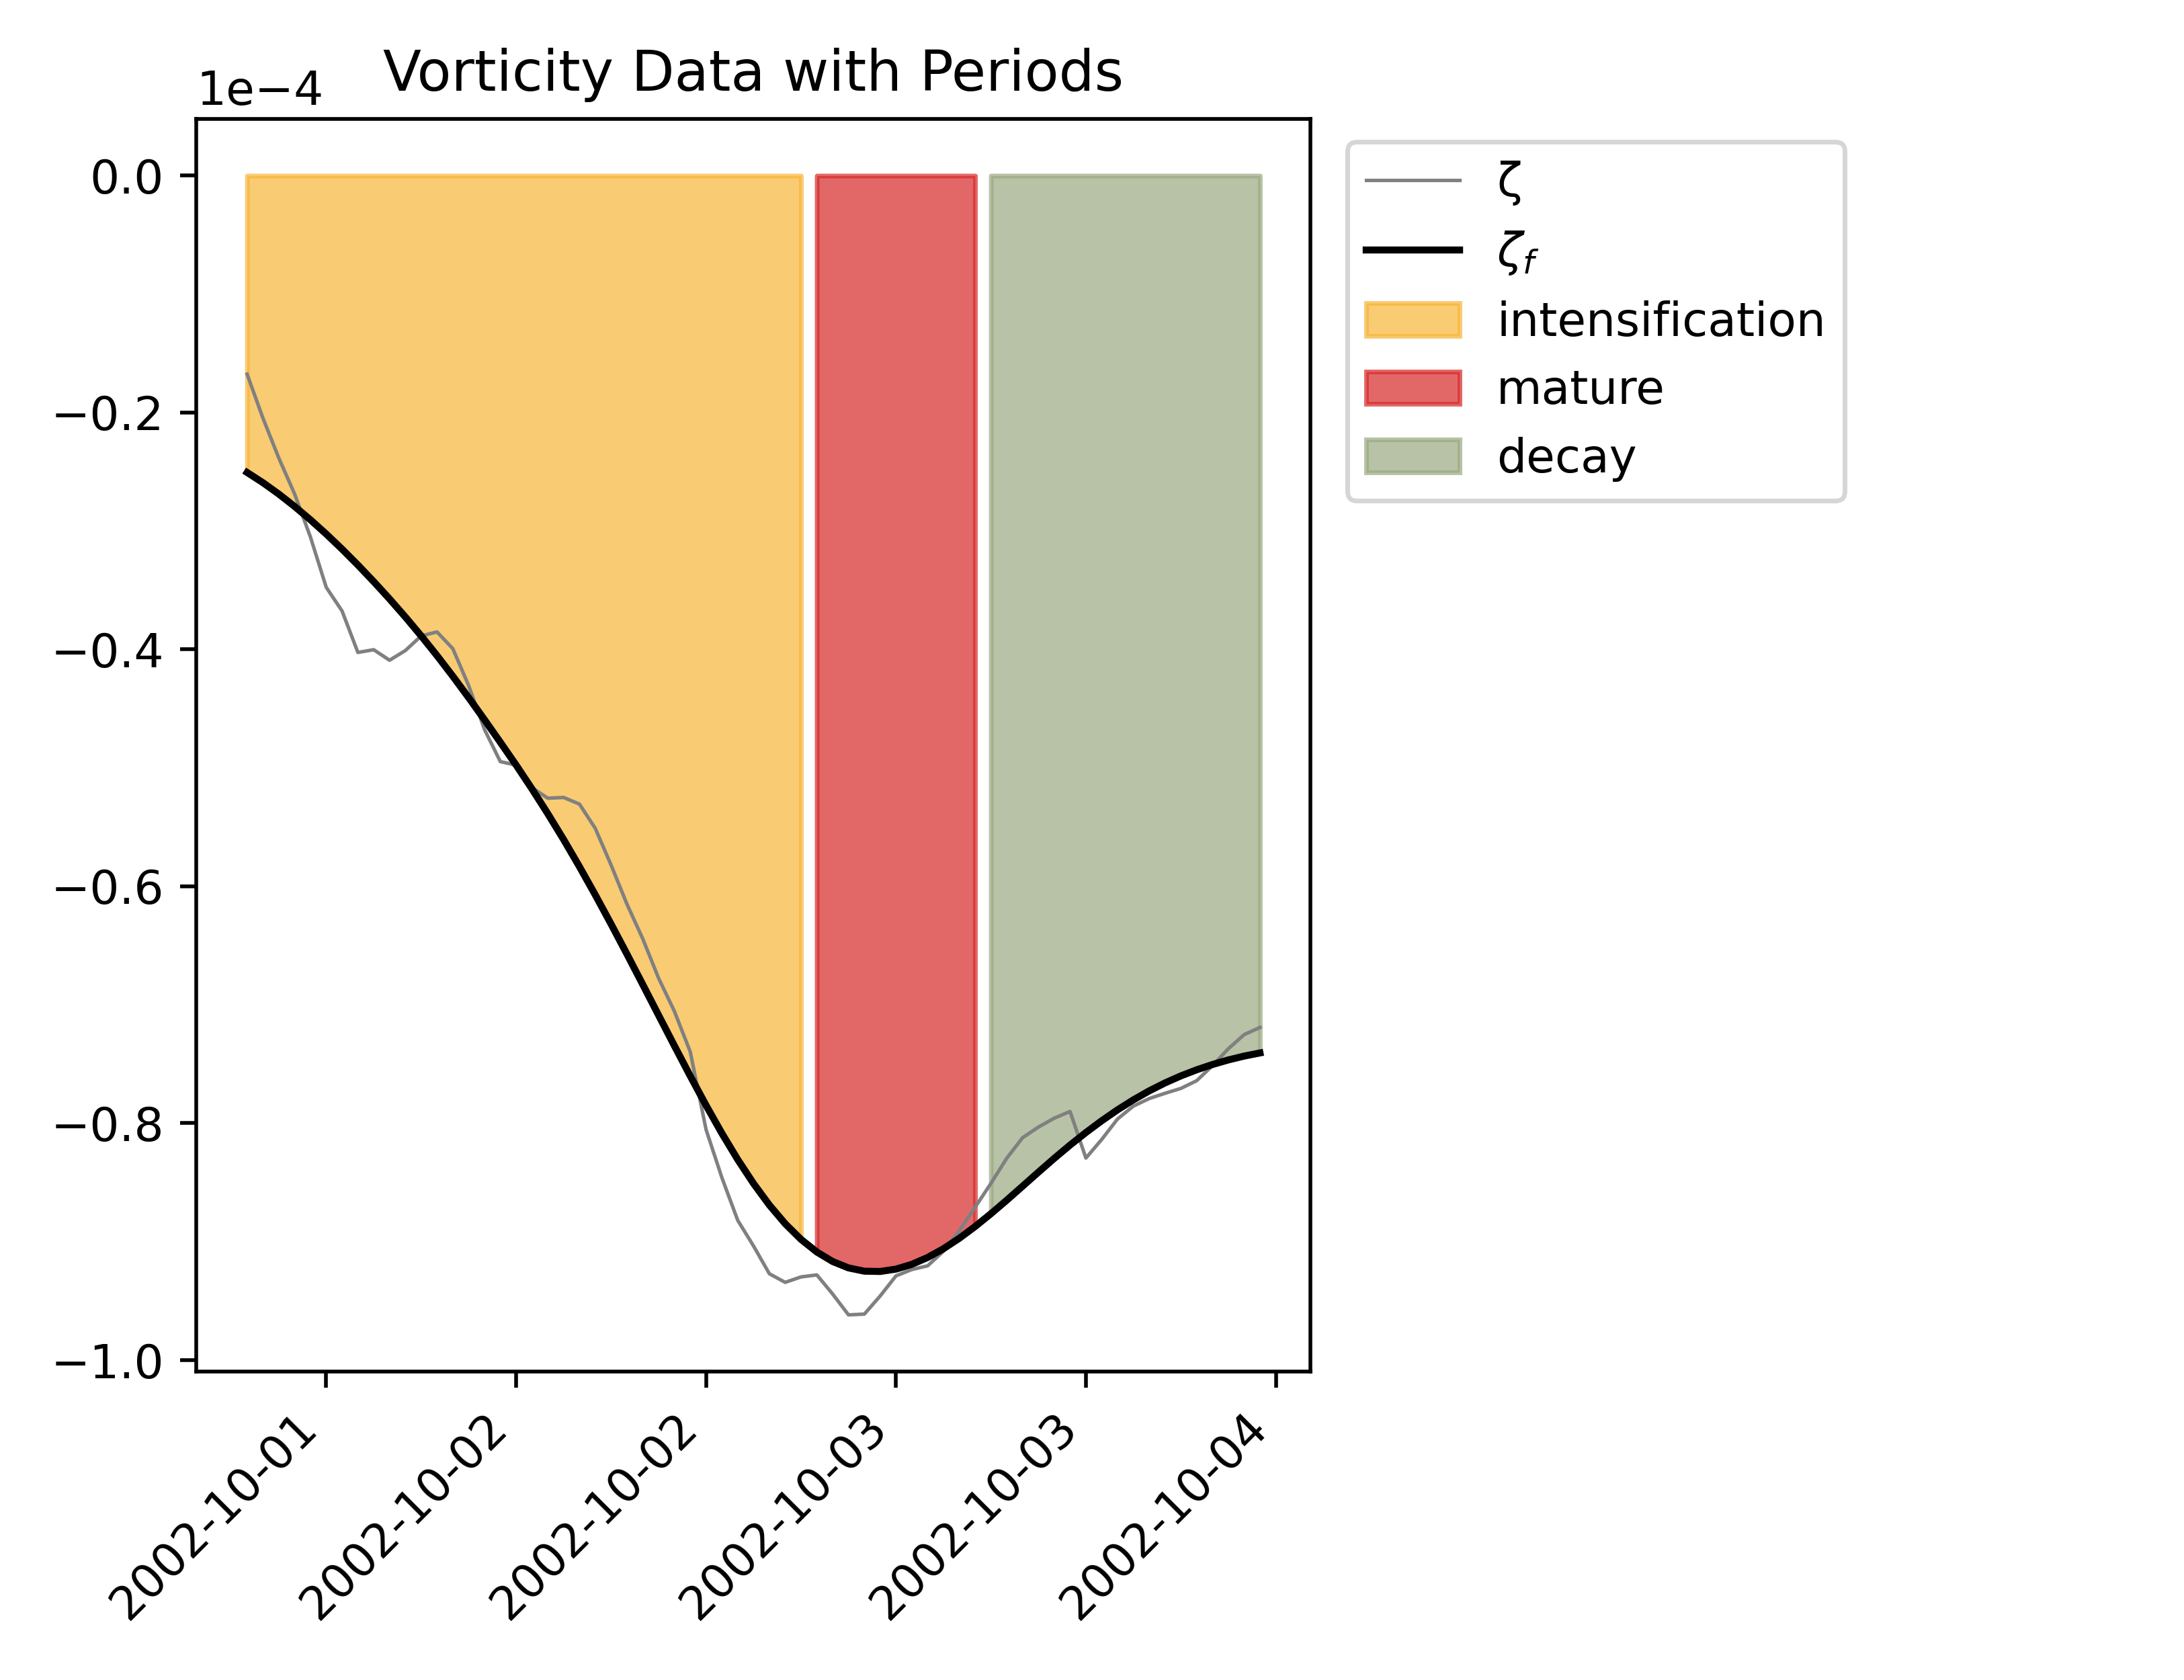 Vorticity Data with Periods
1e−4
0.0
−0.2
−0.4
−0.6
−0.8
−1.0
2002-10-01
2002-10-02
2002-10-02
2002-10-03
2002-10-03
2002-10-04
ζ
ζf
intensification
mature
decay